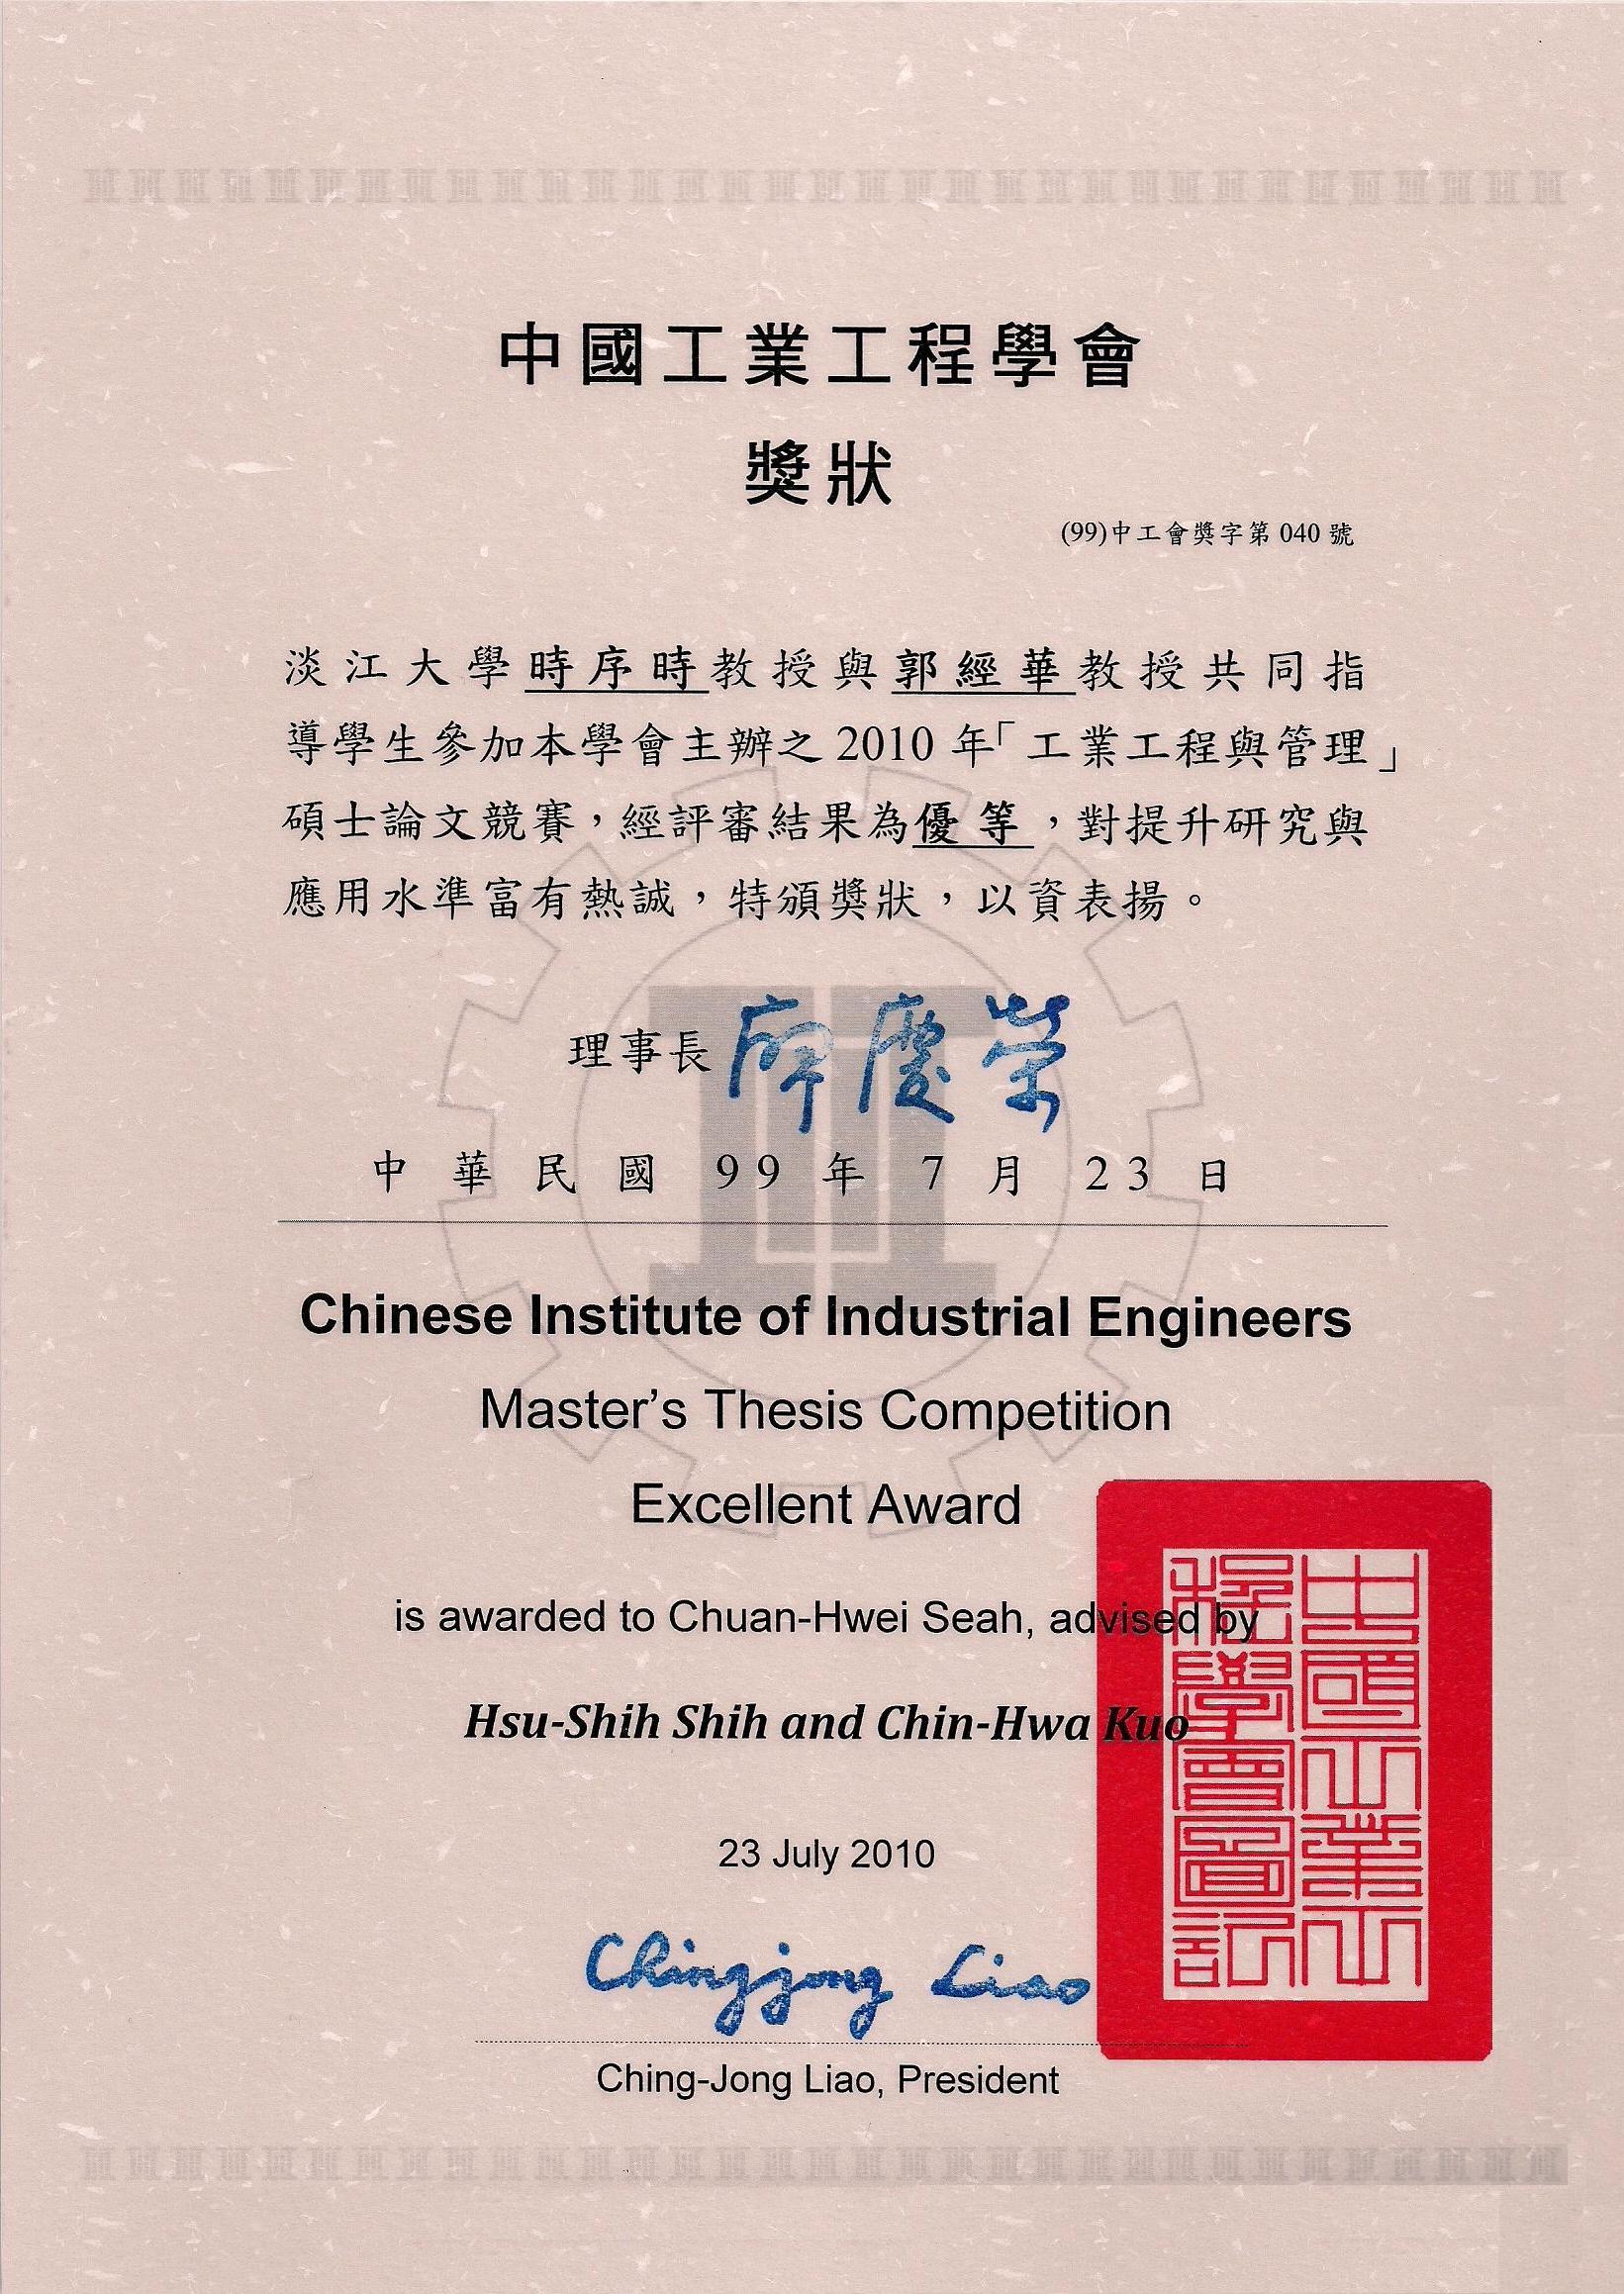 中國工業工程學會
獎狀
(99)中工會獎字第 040 號
淡江大學時序時教授與郭經華教授共同指
導學生參加本學會主辦之 2010 年「工業工程與管理」
碩士論文競賽，經評審結果為優等，對提升研究與
應用水準富有熱誠，特頒獎狀，以資表揚。
理事長 廖慶榮
中華民國 99 年 7 月 23 日
Chinese Institute of Industrial Engineers
Master's Thesis Competition
Excellent Award
is awarded to Chuan-Hwei Seah, advised by
Hsu-Shih Shih and Chin-Hwa Kuo
23 July 2010
Chingjong Liao
Ching-Jong Liao, President
中國工業工
程學會圖記